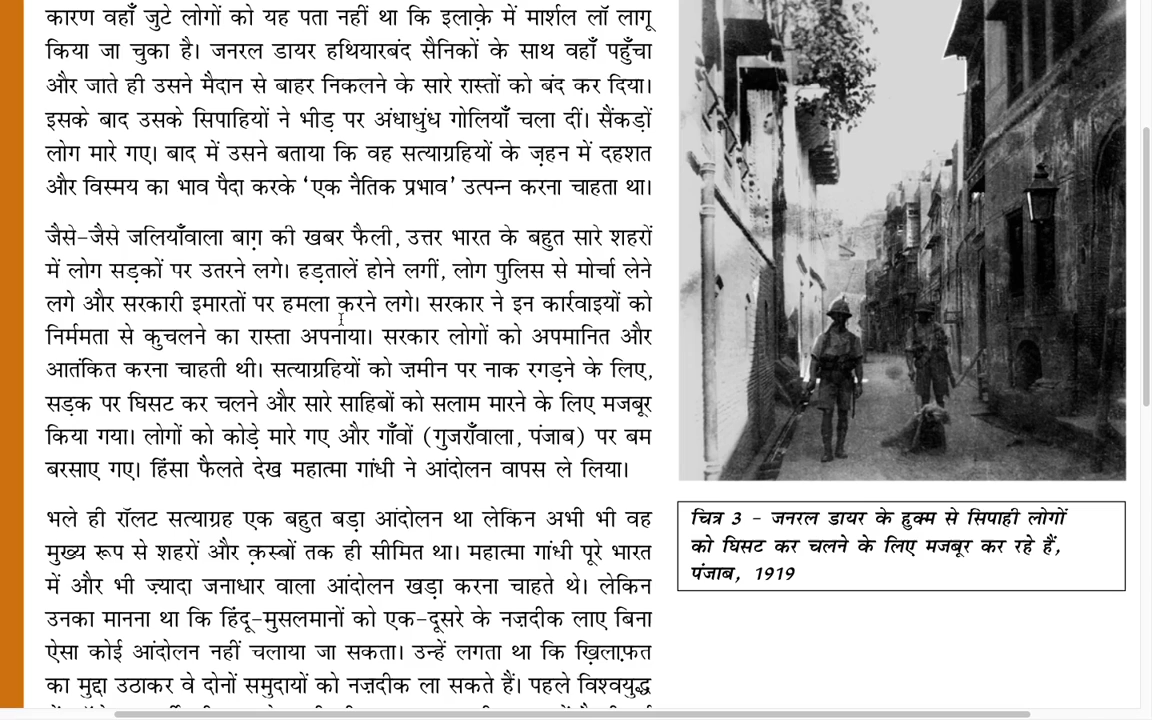 कारण वहाँ जुटे लोगों को यह पता नहीं था कि इलाक़े में मार्शल लॉ लागू
किया जा चुका है। जनरल डायर हथियारबंद सैनिकों के साथ वहाँ पहुँचा
और जाते ही उसने मैदान से बाहर निकलने के सारे रास्तों को बंद कर दिया।
इसके बाद उसके सिपाहियों ने भीड़ पर अंधाधुंध गोलियाँ चला दीं। सैंकड़ों
लोग मारे गए। बाद में उसने बताया कि वह सत्याग्रहियों के ज़हन में दहशत
और विस्मय का भाव पैदा करके ‘एक नैतिक प्रभाव’ उत्पन्न करना चाहता था।
जैसे-जैसे जलियाँवाला बाग़ की खबर फैली, उत्तर भारत के बहुत सारे शहरों
में लोग सड़कों पर उतरने लगे। हड़तालें होने लगीं, लोग पुलिस से मोर्चा लेने
लगे और सरकारी इमारतों पर हमला करने लगे। सरकार ने इन कार्रवाइयों को
निर्ममता से कुचलने का रास्ता अपनाया। सरकार लोगों को अपमानित और
आतंकित करना चाहती थी। सत्याग्रहियों को ज़मीन पर नाक रगड़ने के लिए,
सड़क पर घिसट कर चलने और सारे साहिबों को सलाम मारने के लिए मजबूर
किया गया। लोगों को कोड़े मारे गए और गाँवों (गुजराँवाला, पंजाब) पर बम
बरसाए गए। हिंसा फैलते देख महात्मा गांधी ने आंदोलन वापस ले लिया।
चित्र 3 - जनरल डायर के हुक्म से सिपाही लोगों
को घिसट कर चलने के लिए मजबूर कर रहे हैं,
पंजाब, 1919
भले ही रॉलट सत्याग्रह एक बहुत बड़ा आंदोलन था लेकिन अभी भी वह
मुख्य रूप से शहरों और क़स्बों तक ही सीमित था। महात्मा गांधी पूरे भारत
में और भी ज़्यादा जनाधार वाला आंदोलन खड़ा करना चाहते थे। लेकिन
उनका मानना था कि हिंदू-मुसलमानों को एक-दूसरे के नज़दीक लाए बिना
ऐसा कोई आंदोलन नहीं चलाया जा सकता। उन्हें लगता था कि ख़िलाफ़त
का मुद्दा उठाकर वे दोनों समुदायों को नज़दीक ला सकते हैं। पहले विश्वयुद्ध